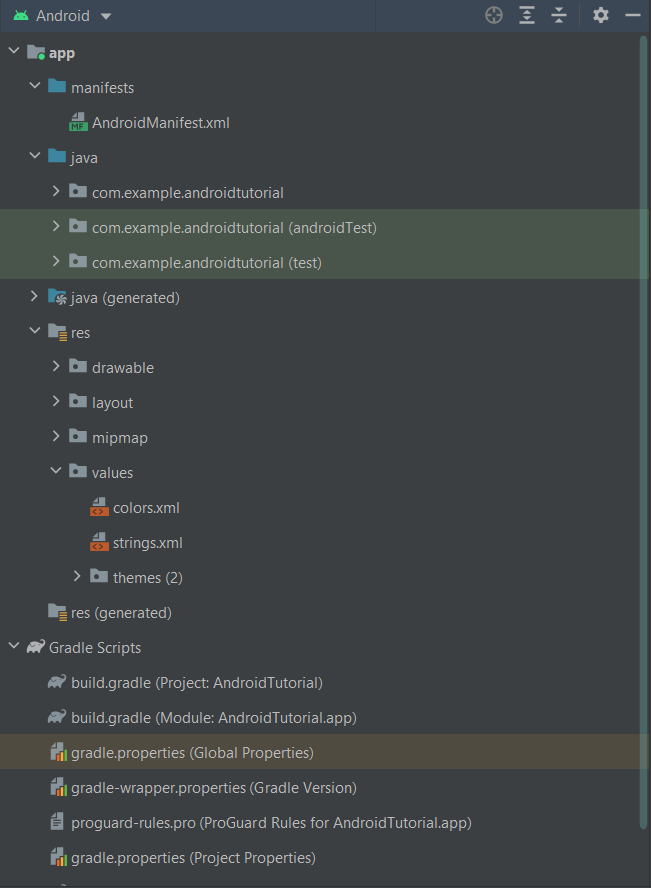 Android
app
manifests
AndroidManifest.xml
java
com.example.androidtutorial
com.example.androidtutorial (androidTest)
com.example.androidtutorial (test)
java (generated)
res
drawable
layout
mipmap
values
colors.xml
strings.xml
themes (2)
res (generated)
Gradle Scripts
build.gradle (Project: AndroidTutorial)
build.gradle (Module: AndroidTutorial.app)
gradle.properties (Global Properties)
gradle-wrapper.properties (Gradle Version)
proguard-rules.pro (ProGuard Rules for AndroidTutorial.app)
gradle.properties (Project Properties)